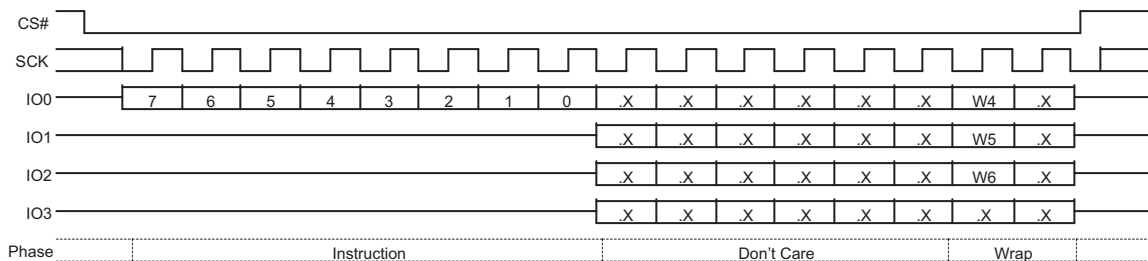 CS#
SCK
IO0 7 6 5 4 3 2 1 0 .X .X .X .X .X .X W4 .X
IO1 .X .X .X .X .X .X W5 .X
IO2 .X .X .X .X .X .X W6 .X
IO3 .X .X .X .X .X .X .X .X
Phase Instruction Don't Care Wrap